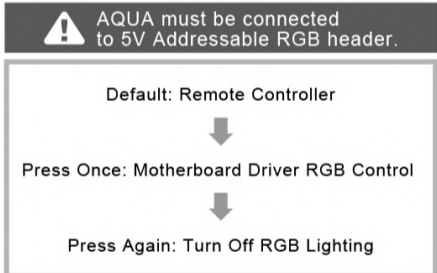 AQUA must be connected
to 5V Addressable RGB header.
Default: Remote Controller
Press Once: Motherboard Driver RGB Control
Press Again: Turn Off RGB Lighting